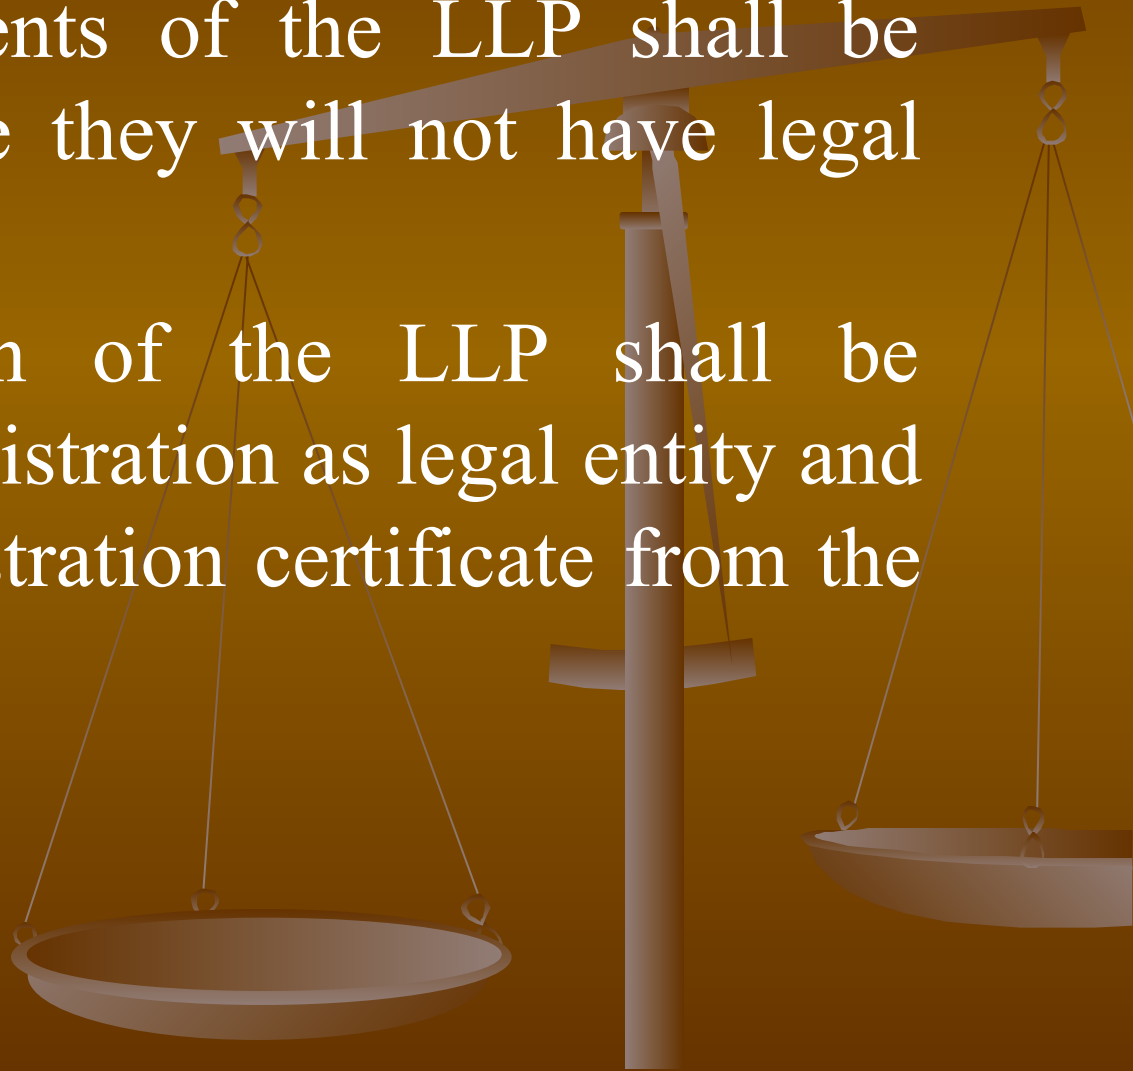 ents of the LLP shall be
e they will not have legal
n of the LLP shall be
istration as legal entity and
stration certificate from the